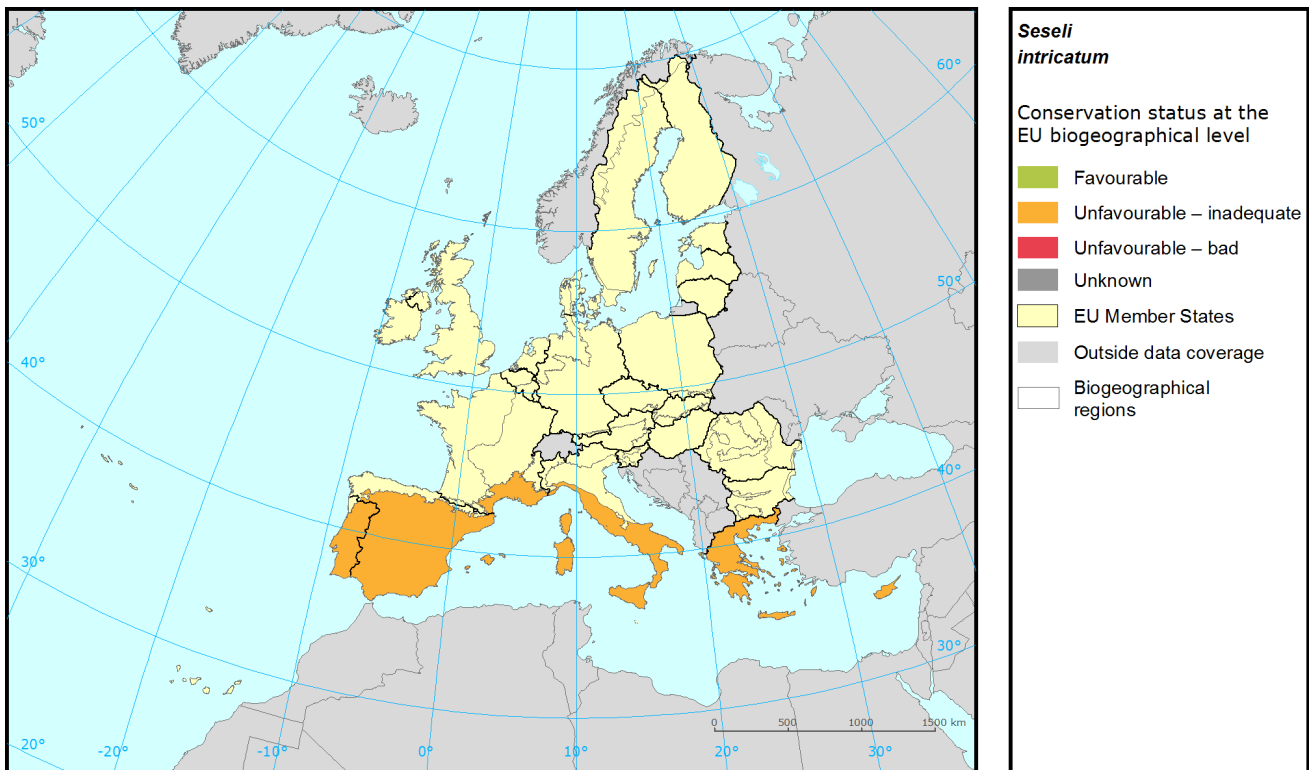 Seseli
intricatum
Conservation status at the
EU biogeographical level
Favourable
Unfavourable – inadequate
Unfavourable – bad
Unknown
EU Member States
Outside data coverage
Biogeographical
regions
60°
50°
50°
40°
40°
30°
30°
20°
-20°
-10°
0°
10°
20°
30°
0
500
1000
1500 km